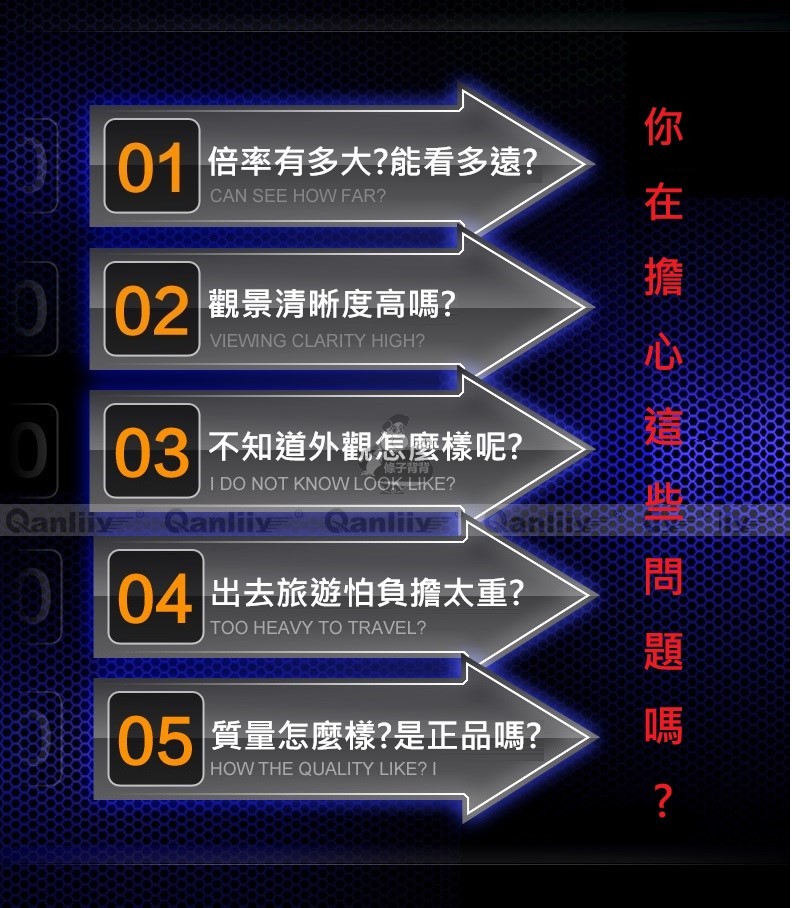 01
倍率有多大?能看多遠?
CAN SEE HOW FAR?
02
觀景清晰度高嗎?
VIEWING CLARITY HIGH?
03
不知道外觀怎麼樣呢?
I DO NOT KNOW LOOK LIKE?
條子背背
Qanliiy Qanliiy Qanliiy Qanliiy
04
出去旅遊怕負擔太重?
TOO HEAVY TO TRAVEL?
05
質量怎麼樣?是正品嗎?
HOW THE QUALITY LIKE? I
你在擔心這些問題嗎?